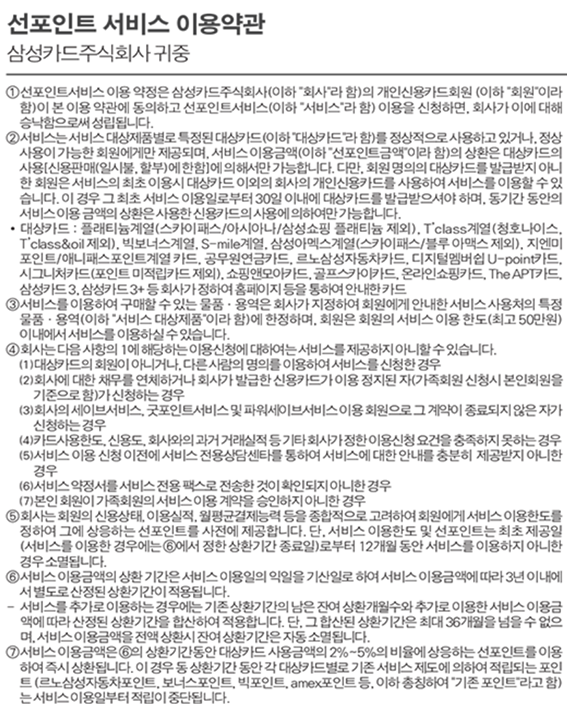 선포인트 서비스 이용약관
삼성카드주식회사 귀중
①선포인트서비스 이용 약정은 삼성카드주식회사(이하 "회사"라 함)의 개인신용카드회원 (이하 "회원"이라
함)이 본 이용 약관에 동의하고 선포인트서비스(이하 "서비스"라 함) 이용을 신청하면, 회사가 이에 대해
승낙함으로써 성립됩니다.
②서비스는 서비스 대상제품별로 특정된 대상카드(이하 "대상카드"라 함)를 정상적으로 사용하고 있거나, 정상
사용이 가능한 회원에게만 제공되며, 서비스 이용금액(이하 "선포인트금액"이라 함)의 상환은 대상카드의
사용[신용판매(일시불, 할부)에 한함]에 의해서만 가능합니다. 다만, 회원 명의의 대상카드를 발급받지 아니
한 회원은 서비스의 최초 이용시 대상카드 이외의 회사의 개인신용카드를 사용하여 서비스를 이용할 수 있
습니다. 이 경우 그 최초 서비스 이용일로부터 30일 이내에 대상카드를 발급받으셔야 하며, 동기간 동안의
서비스 이용 금액의 상환은 사용한 신용카드의 사용에 의하여만 가능합니다.
• 대상카드 : 플래티늄계열(스카이패스/아시아나/삼성쇼핑 플래티늄 제외), T*class계열(청호나이스,
T*class&oil 제외), 빅보너스계열, S-mile계열, 삼성아멕스계열(스카이패스/블루 아맥스 제외), 지엔미
포인트/애니패스포인트계열 카드, 공무원연금카드, 르노삼성자동차카드, 디지털멤버쉽 U-point카드,
시그니처카드(포인트 미적립카드 제외), 쇼핑앤모아카드, 골프스카이카드, 온라인쇼핑카드, The APT카드,
삼성카드 3, 삼성카드 3+ 등 회사가 정하여 홈페이지 등을 통하여 안내한 카드
③서비스를 이용하여 구매할 수 있는 물품·용역은 회사가 지정하여 회원에게 안내한 서비스 사용처의 특정
물품·용역(이하 "서비스 대상제품"이라 함)에 한정하며, 회원은 회원의 서비스 이용 한도(최고 50만원)
이내에서 서비스를 이용하실 수 있습니다.
④회사는 다음 사항의 1에 해당하는 이용신청에 대하여는 서비스를 제공하지 아니할 수 있습니다.
(1)대상카드의 회원이 아니거나, 다른 사람의 명의를 이용하여 서비스를 신청한 경우
(2)회사에 대한 채무를 연체하거나 회사가 발급한 신용카드가 이용 정지된 자(가족회원 신청시 본인회원을
기준으로 함)가 신청하는 경우
(3)회사의 세이브서비스, 굿포인트서비스 및 파워세이브서비스 이용 회원으로 그 계약이 종료되지 않은 자가
신청하는 경우
(4)카드사용한도, 신용도, 회사와의 과거 거래실적 등 기타 회사가 정한 이용신청 요건을 충족하지 못하는 경우
(5)서비스 이용 신청 이전에 서비스 전용상담센타를 통하여 서비스에 대한 안내를 충분히 제공받지 아니한
경우
(6)서비스 약정서를 서비스 전용 팩스로 전송한 것이 확인되지 아니한 경우
(7)본인 회원이 가족회원의 서비스 이용 계약을 승인하지 아니한 경우
⑤회사는 회원의 신용상태, 이용실적, 월평균결제능력 등을 종합적으로 고려하여 회원에게 서비스 이용한도를
정하여 그에 상응하는 선포인트를 사전에 제공합니다. 단, 서비스 이용한도 및 선포인트는 최초 제공일
(서비스를 이용한 경우에는 ⑥에서 정한 상환기간 종료일)로부터 12개월 동안 서비스를 이용하지 아니한
경우 소멸됩니다.
⑥서비스 이용금액의 상환 기간은 서비스 이용일의 익일을 기산일로 하여 서비스 이용금액에 따라 3년 이내에
서 별도로 산정된 상환기간이 적용됩니다.
– 서비스를 추가로 이용하는 경우에는 기존 상환기간의 남은 잔여 상환개월수와 추가로 이용한 서비스 이용금
액에 따라 산정된 상환기간을 합산하여 적용합니다. 단, 그 합산된 상환기간은 최대 36개월을 넘을 수 없으
며, 서비스 이용금액을 전액 상환시 잔여 상환기간은 자동 소멸됩니다.
⑦서비스 이용금액은 ⑥의 상환기간동안 대상카드 사용금액의 2%~5%의 비율에 상응하는 선포인트를 이용
하여 즉시 상환됩니다. 이 경우 동 상환기간 동안 각 대상카드별로 기존 서비스 제도에 의하여 적립되는 포인
트 (르노삼성자동차포인트, 보너스포인트, 빅포인트, amex포인트 등, 이하 총칭하여 "기존 포인트"라고 함)
는 서비스 이용일부터 적립이 중단됩니다.